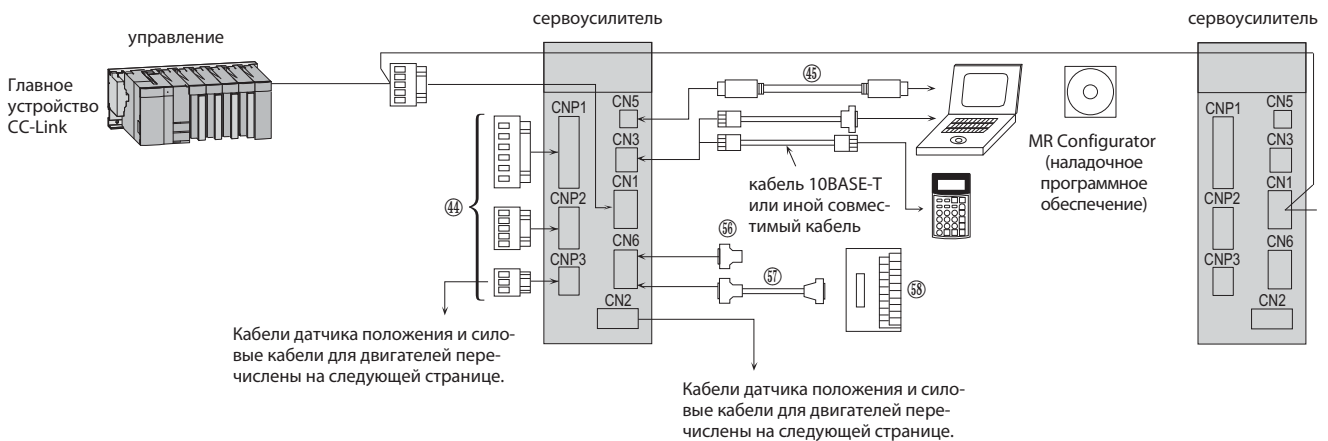 управление
Главное
устройство
CC-Link
сервоусилитель
CNP1
CNP2
CNP3
CN5
CN3
CN1
CN6
CN2
44
45
кабель 10BASE-T
или иной совмес-
тимый кабель
56
57
58
MR Configurator
(наладочное
программное
обеспечение)
сервоусилитель
CNP1
CNP2
CNP3
CN5
CN3
CN1
CN6
CN2
Кабели датчика положения и сило-
вые кабели для двигателей пере-
числены на следующей странице.
Кабели датчика положения и сило-
вые кабели для двигателей пере-
числены на следующей странице.